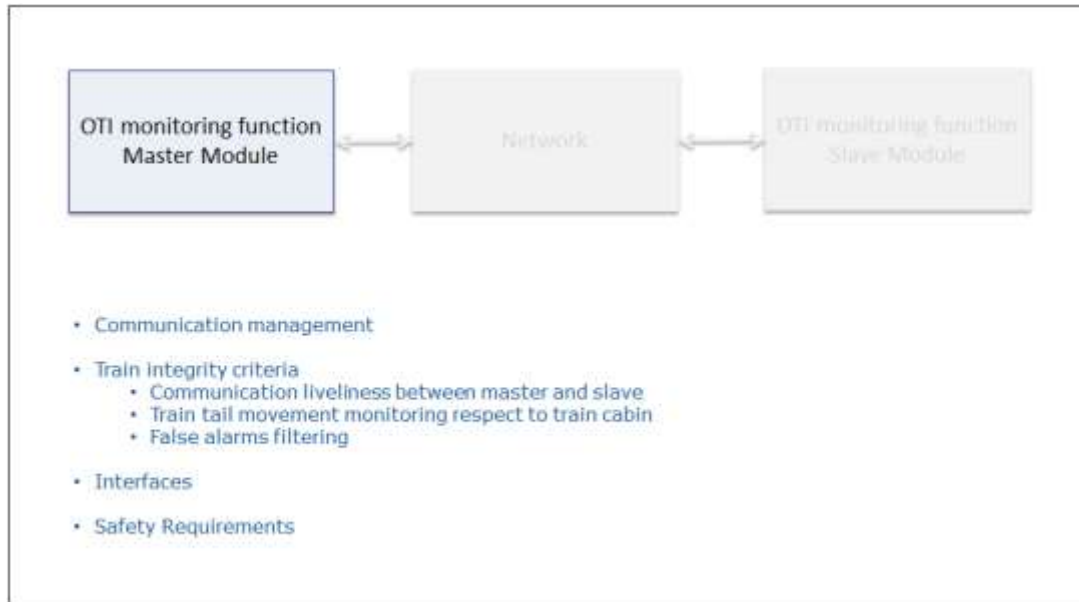 OTI monitoring function
Master Module
Network
OTI monitoring function
Slave Module
• Communication management
• Train integrity criteria
• Communication liveliness between master and slave
• Train tail movement monitoring respect to train cabin
• False alarms filtering
• Interfaces
• Safety Requirements